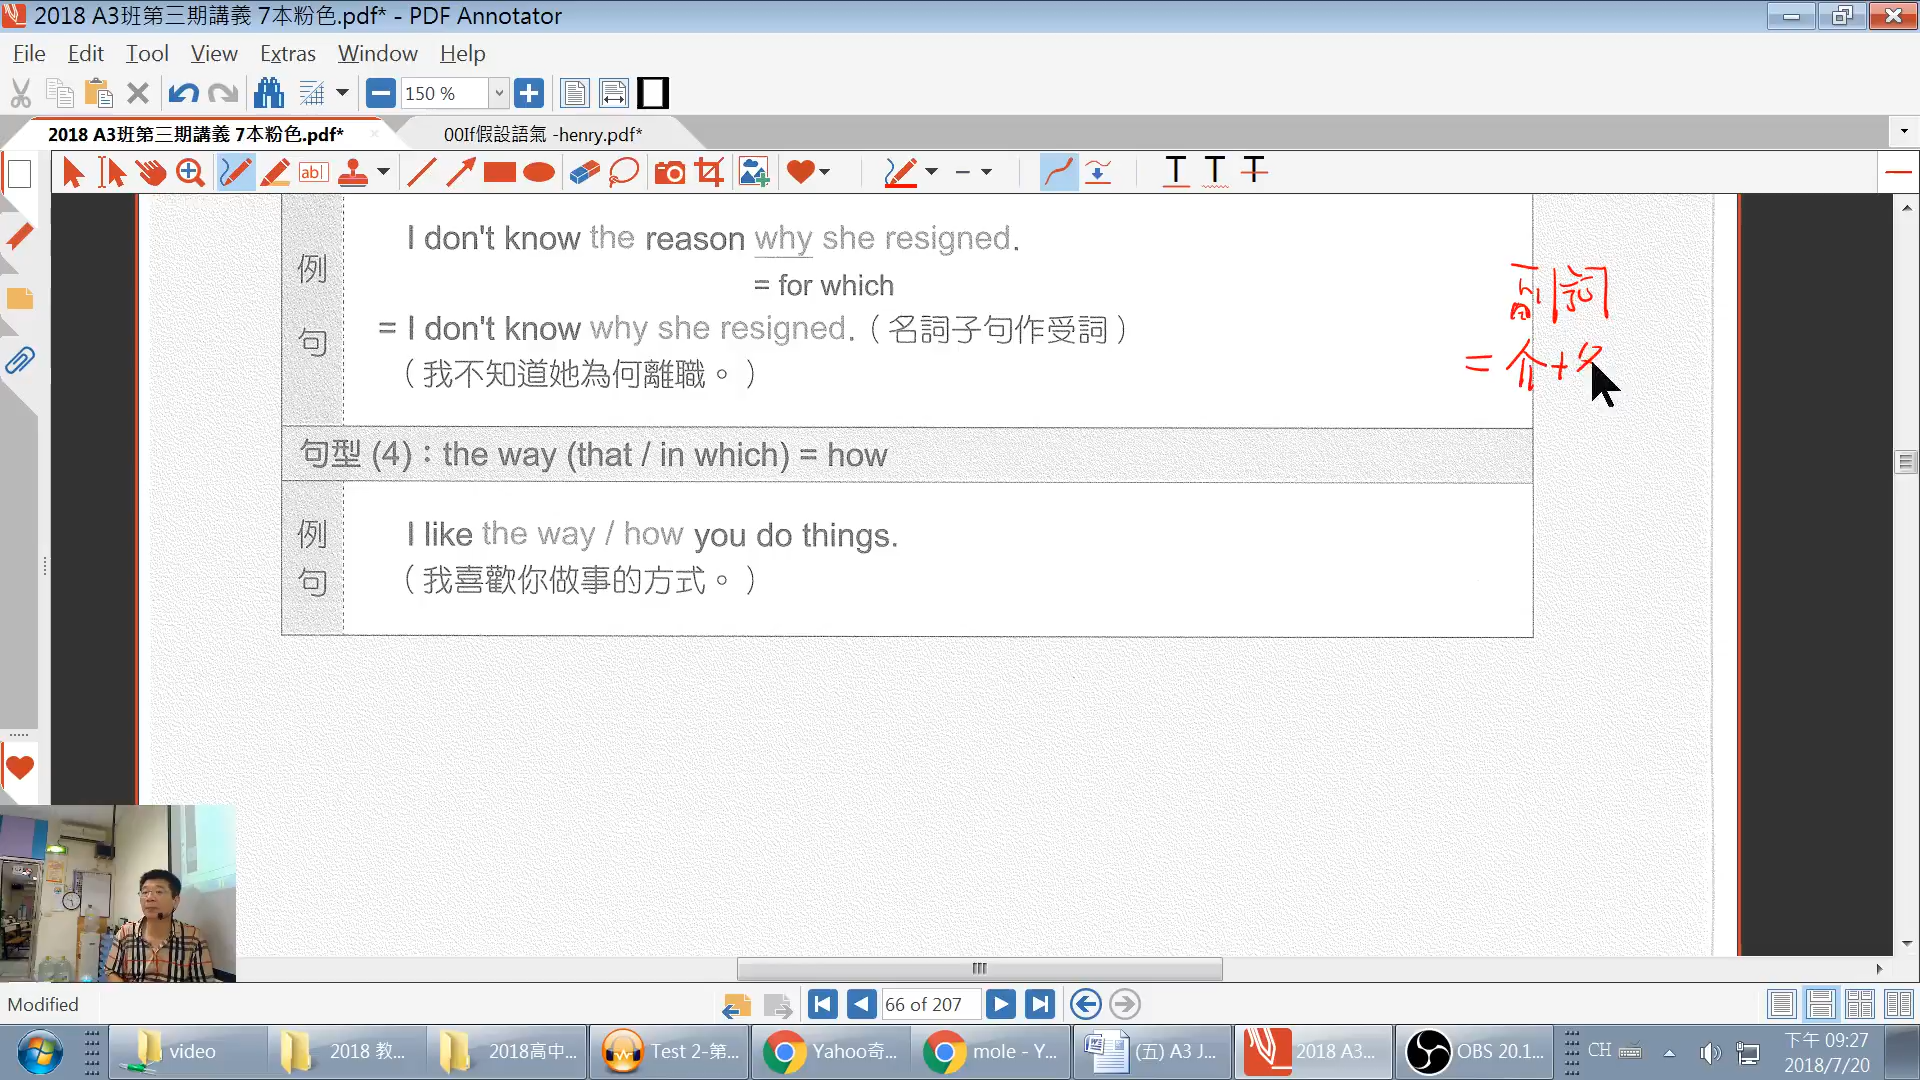 2018 A3班第三期講義 7本粉色.pdf* - PDF Annotator
File Edit Tool View Extras Window Help
150 %
2018 A3班第三期講義 7本粉色.pdf*
00If假設語氣 -henry.pdf*
例句
I don't know the reason why she resigned.
= for which
= I don't know why she resigned.（名詞子句作受詞）
（我不知道她為何離職。）
副詞
= 介+名
句型 (4)：the way (that / in which) = how
例句
I like the way / how you do things.
（我喜歡你做事的方式。）
Modified
66 of 207
video
2018 教...
2018高中...
Test 2-第...
Yahoo奇...
mole - Y...
(五) A3 J...
2018 A3...
OBS 20.1...
CH
下午 09:27
2018/7/20